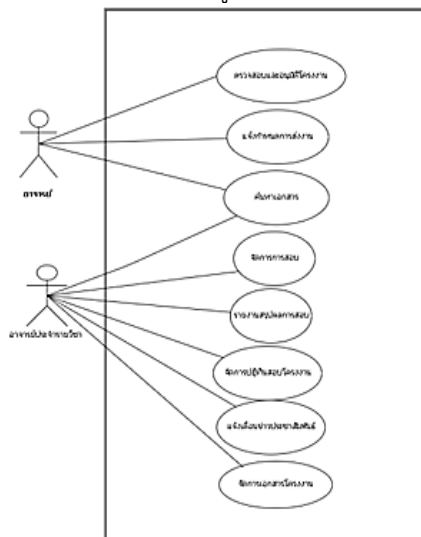 ตรวจสอบและอนุมัติโครงงาน
แจ้งกำหนดการส่งงาน
อาจารย์
ค้นหาเอกสาร
จัดการการสอบ
รายงานสรุปผลการสอบ
อาจารย์ประจำรายวิชา
จัดการปฏิทินสอบโครงงาน
แจ้งเตือนข่าวประชาสัมพันธ์
จัดการเอกสารโครงงาน